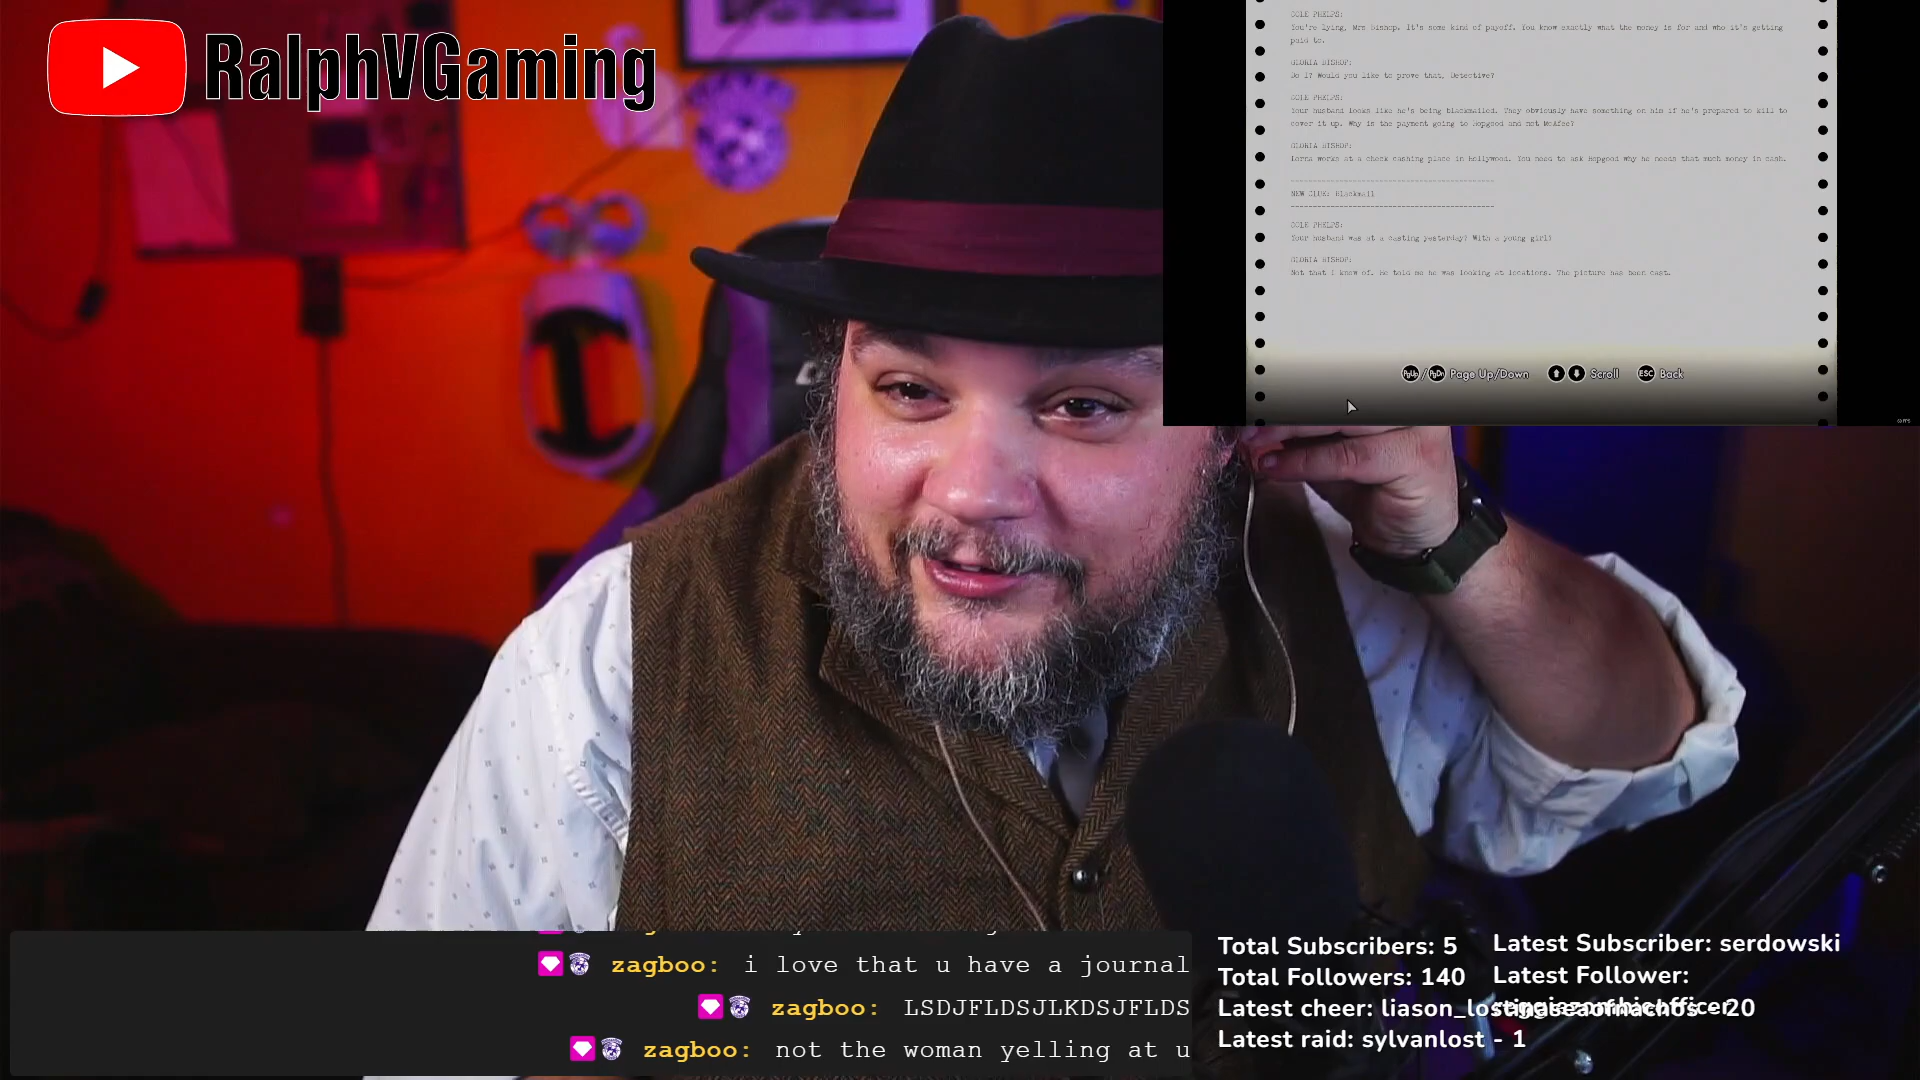 RalphVGaming
COLE PHELPS:
You're lying, Mrs Bishop. It's some kind of payoff. You know exactly what the money is for and who it's getting
paid to.
GLORIA BISHOP:
Do I? Would you like to prove that, Detective?
COLE PHELPS:
Your husband looks like he's being blackmailed. They obviously have something on him if he's prepared to kill to
cover it up. Why is the payment going to Hopgood and not McAfee?
GLORIA BISHOP:
Lorna works at a check cashing place in Hollywood. You need to ask Hopgood why he needs that much money in cash.
NEW CLUE: Blackmail
COLE PHELPS:
Your husband was at a casting yesterday? With a young girl?
GLORIA BISHOP:
Not that I know of. He told me he was looking at locations. The picture has been cast.
PgUp/PgDn Page Up/Down Scroll ESC Back
zagboo: i love that u have a journal
zagboo: LSDJFLDSJLKDSJFLDS
zagboo: not the woman yelling at u
Total Subscribers: 5
Total Followers: 140
Latest cheer: liason_lostinaseaofnachos - 20
Latest raid: sylvanlost - 1
Latest Subscriber: serdowski
Latest Follower: